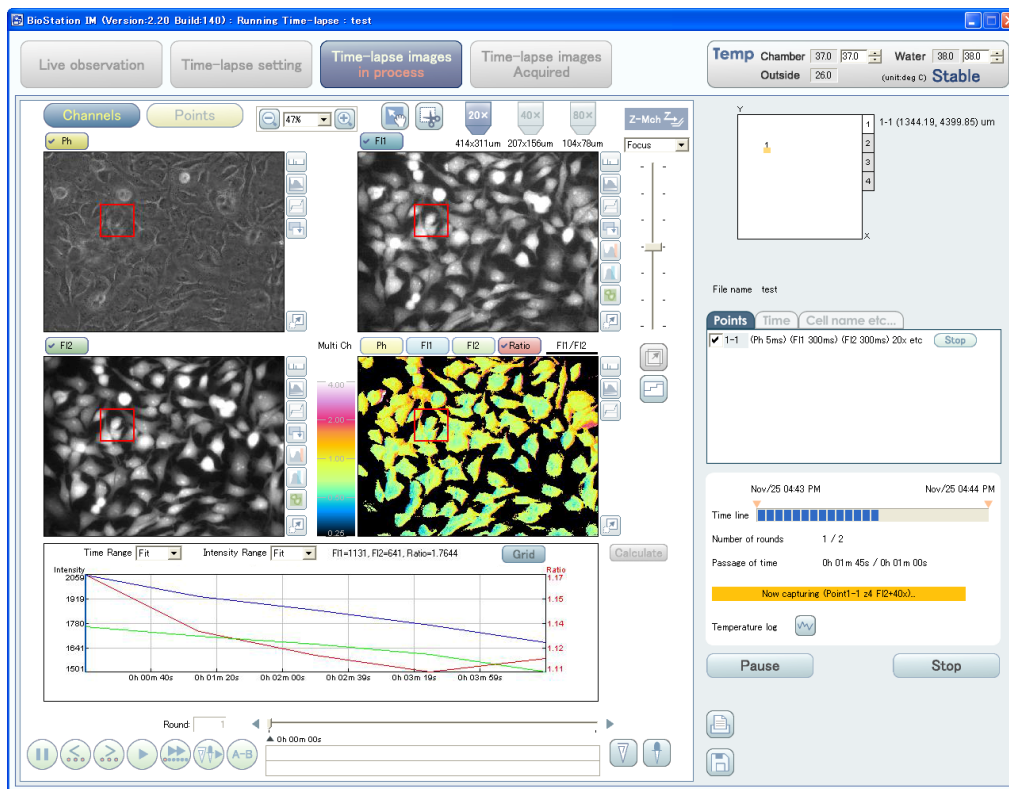 BioStation IM (Version:2.20 Build:140) : Running Time-lapse : test
Live observation
Time-lapse setting
Time-lapse images
in process
Time-lapse images
Acquired
Temp Chamber 37.0 37.0 Water 38.0 38.0
Outside 26.0 (unit:deg C) Stable
Channels
Points
47%
20×
40×
80×
414x311um 207x156um 104x78um
Z-Mch Z
Focus
Ph
Fl1
Fl2
Multi Ch Ph Fl1 Fl2 Ratio Fl1/Fl2
4.00
2.00
1.00
0.25
Time Range Fit Intensity Range Fit Fl1=1131, Fl2=641, Ratio=1.7644 Grid
Calculate
Intensity
Ratio
2059
1919
1780
1641
1501
1.17
1.15
1.14
1.12
1.11
0h 00m 40s 0h 01m 20s 0h 02m 00s 0h 02m 39s 0h 03m 19s 0h 03m 59s
Round: 1
0h 00m 00s
A-B
Y
1
1
2
3
4
X
1-1 (1344.19, 4399.85) um
File name test
Points
Time
Cell name etc...
1-1 (Ph 5ms) (Fl1 300ms) (Fl2 300ms) 20x etc Stop
Nov/25 04:43 PM Nov/25 04:44 PM
Time line
Number of rounds 1 / 2
Passage of time 0h 01m 45s / 0h 01m 00s
Now capturing (Point1-1 z4 Fl2+40x)...
Temperature log
Pause
Stop